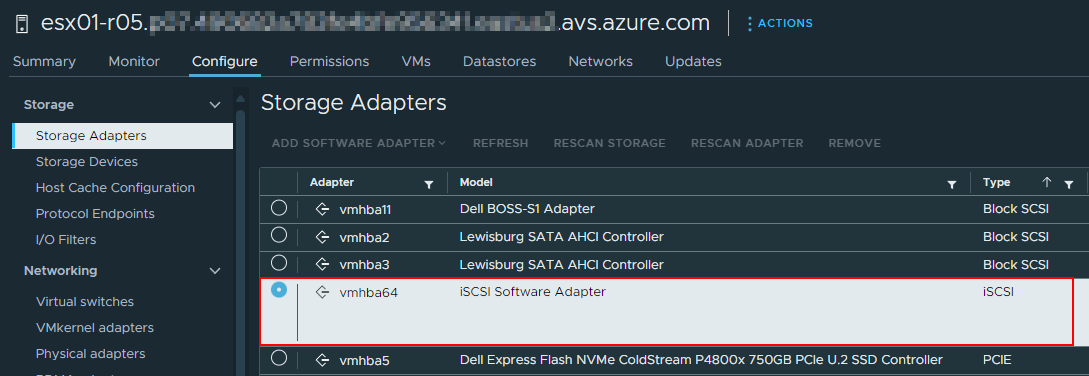 esx01-r05. .avs.azure.com ACTIONS
Summary Monitor Configure Permissions VMs Datastores Networks Updates
Storage
Storage Adapters
Storage Devices
Host Cache Configuration
Protocol Endpoints
I/O Filters
Networking
Virtual switches
VMkernel adapters
Physical adapters
Storage Adapters
ADD SOFTWARE ADAPTER REFRESH RESCAN STORAGE RESCAN ADAPTER REMOVE
Adapter Model Type
vmhba11 Dell BOSS-S1 Adapter Block SCSI
vmhba2 Lewisburg SATA AHCI Controller Block SCSI
vmhba3 Lewisburg SATA AHCI Controller Block SCSI
vmhba64 iSCSI Software Adapter iSCSI
vmhba5 Dell Express Flash NVMe ColdStream P4800x 750GB PCIe U.2 SSD Controller PCIE